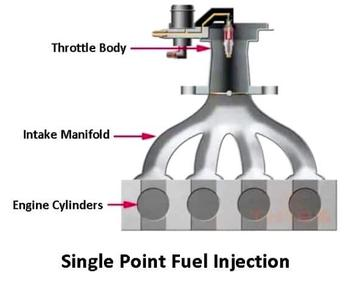 Throttle Body
Intake Manifold
Engine Cylinders
Single Point Fuel Injection